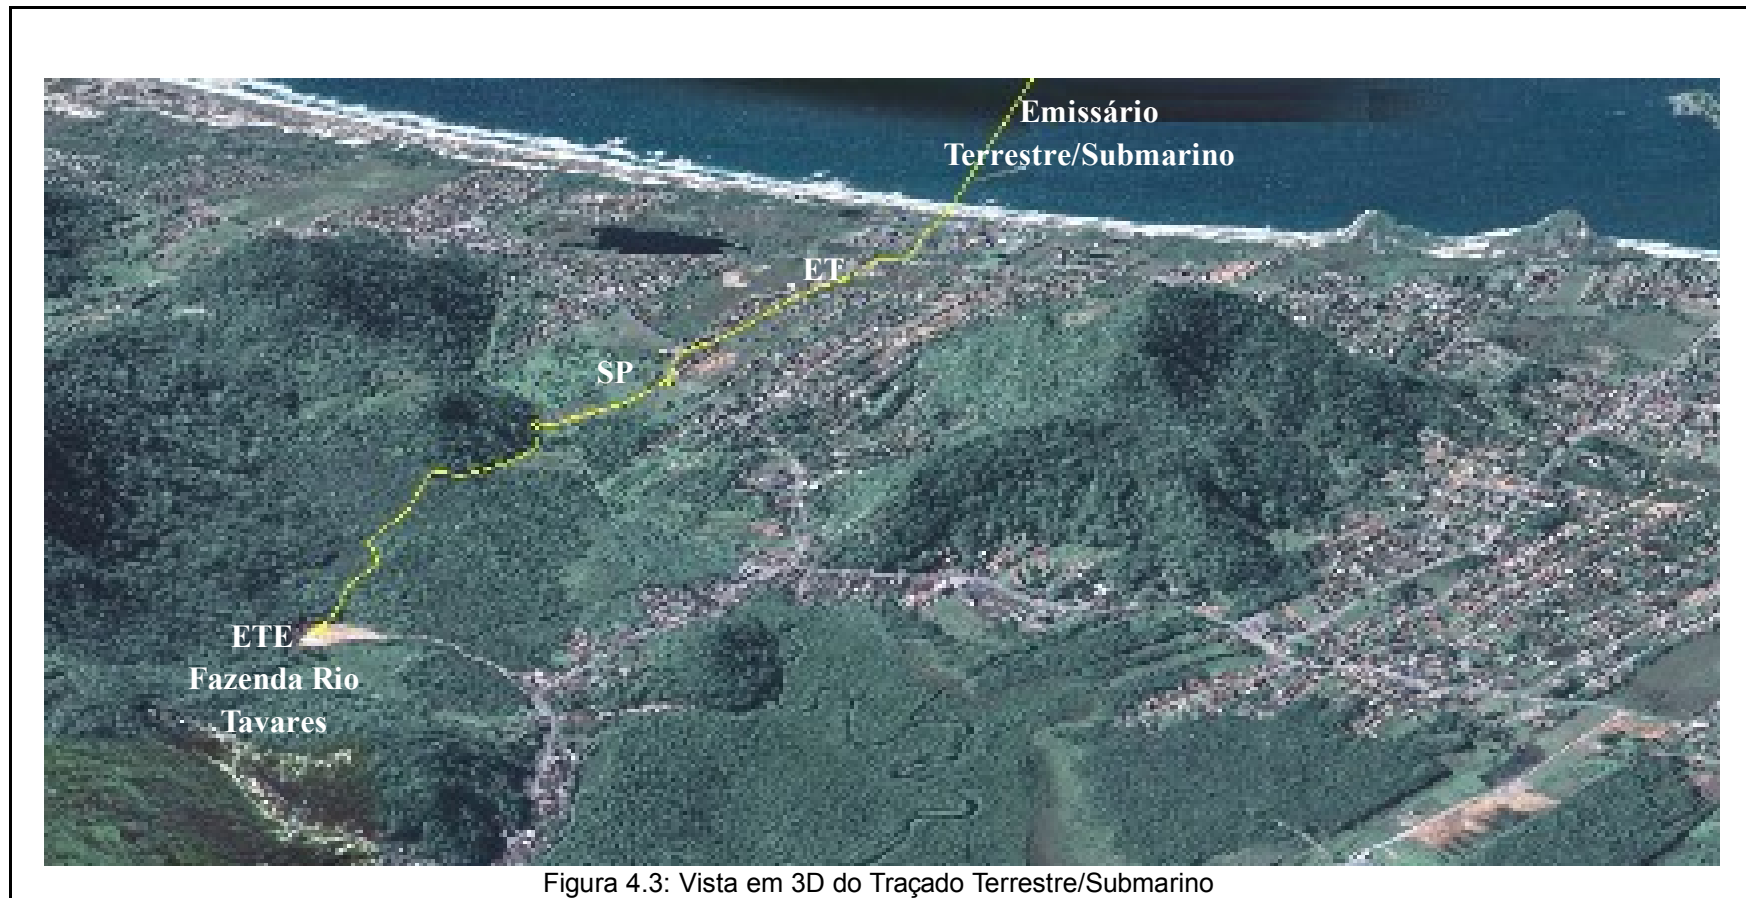 Emissário
Terrestre/Submarino
ET
SP
ETE
Fazenda Rio
Tavares
Figura 4.3: Vista em 3D do Traçado Terrestre/Submarino